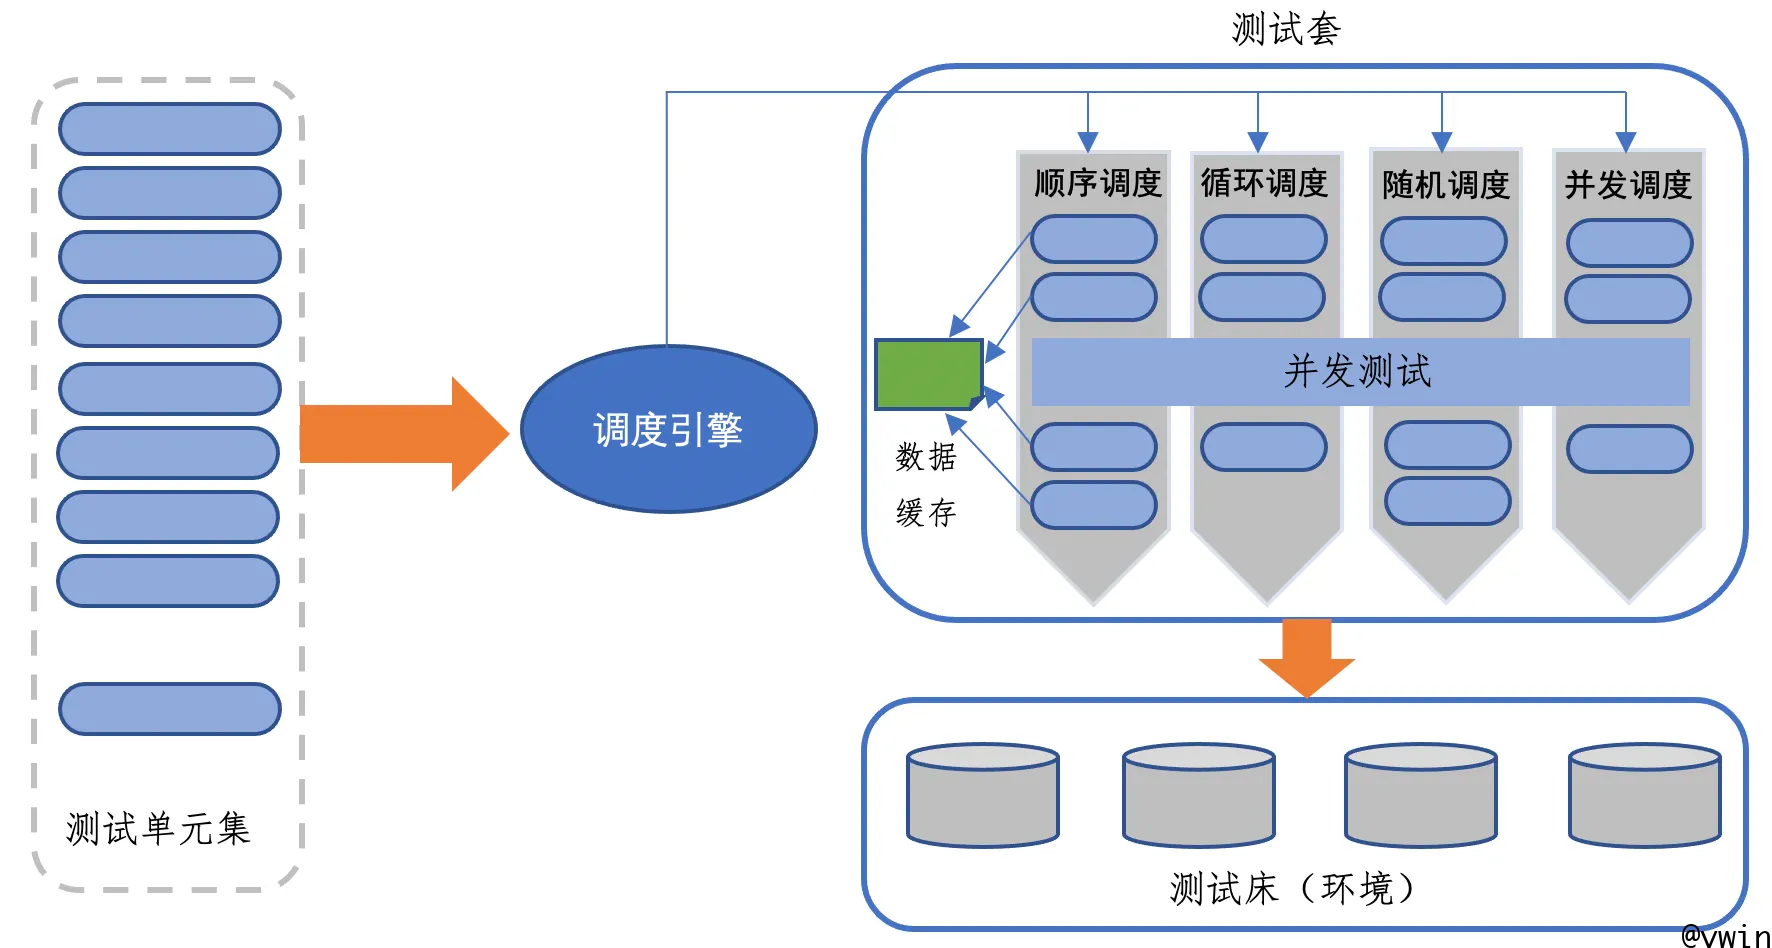 测试套
顺序调度
循环调度
随机调度
并发调度
并发测试
调度引擎
数据
缓存
测试单元集
测试床（环境）
@vwin